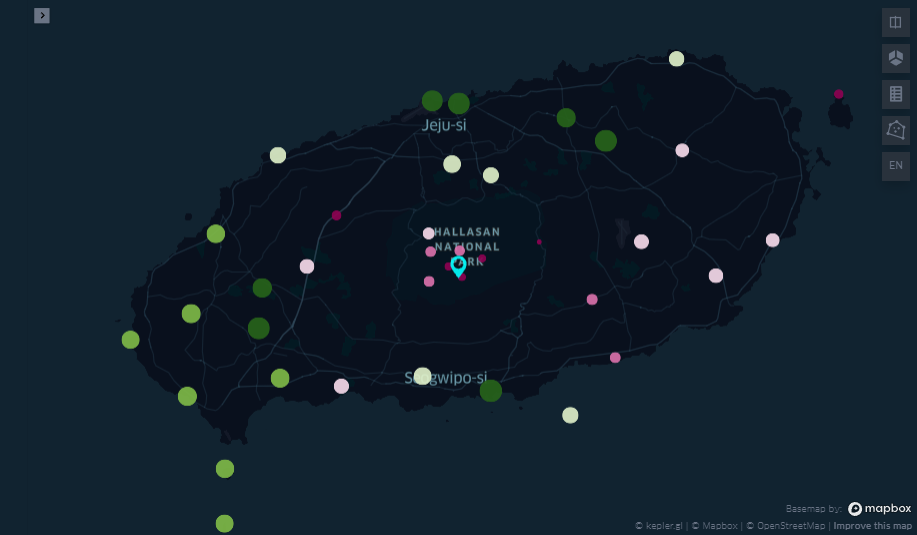 EN
Jeju-si
HALLASAN
NATIONAL
PARK
Seogwipo-si
Basemap by: mapbox
© kepler.gl | © Mapbox | © OpenStreetMap | Improve this map